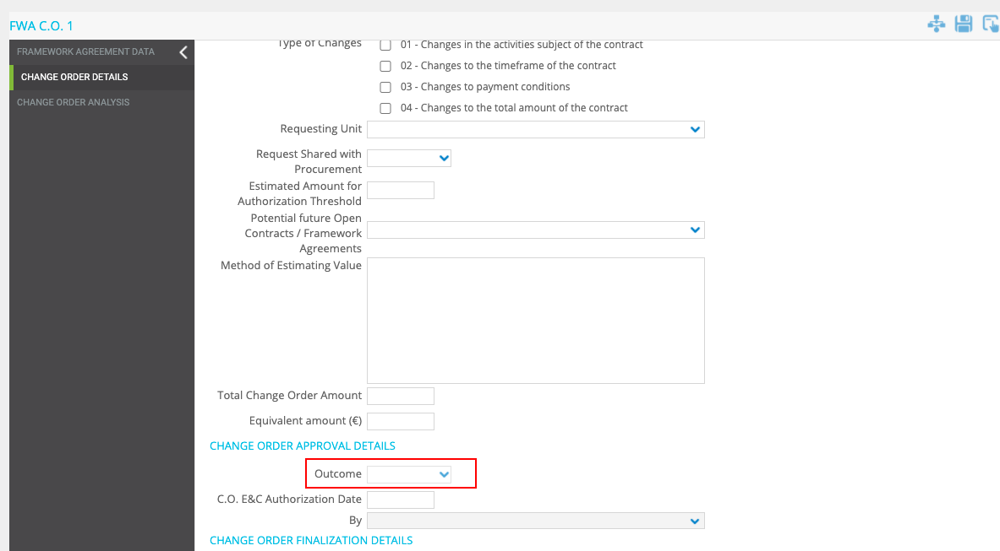 FWA C.O. 1
FRAMEWORK AGREEMENT DATA
CHANGE ORDER DETAILS
CHANGE ORDER ANALYSIS
Type of Changes
01 - Changes in the activities subject of the contract
02 - Changes to the timeframe of the contract
03 - Changes to payment conditions
04 - Changes to the total amount of the contract
Requesting Unit
Request Shared with
Procurement
Estimated Amount for
Authorization Threshold
Potential future Open
Contracts / Framework
Agreements
Method of Estimating Value
Total Change Order Amount
Equivalent amount (€)
CHANGE ORDER APPROVAL DETAILS
Outcome
C.O. E&C Authorization Date
By
CHANGE ORDER FINALIZATION DETAILS